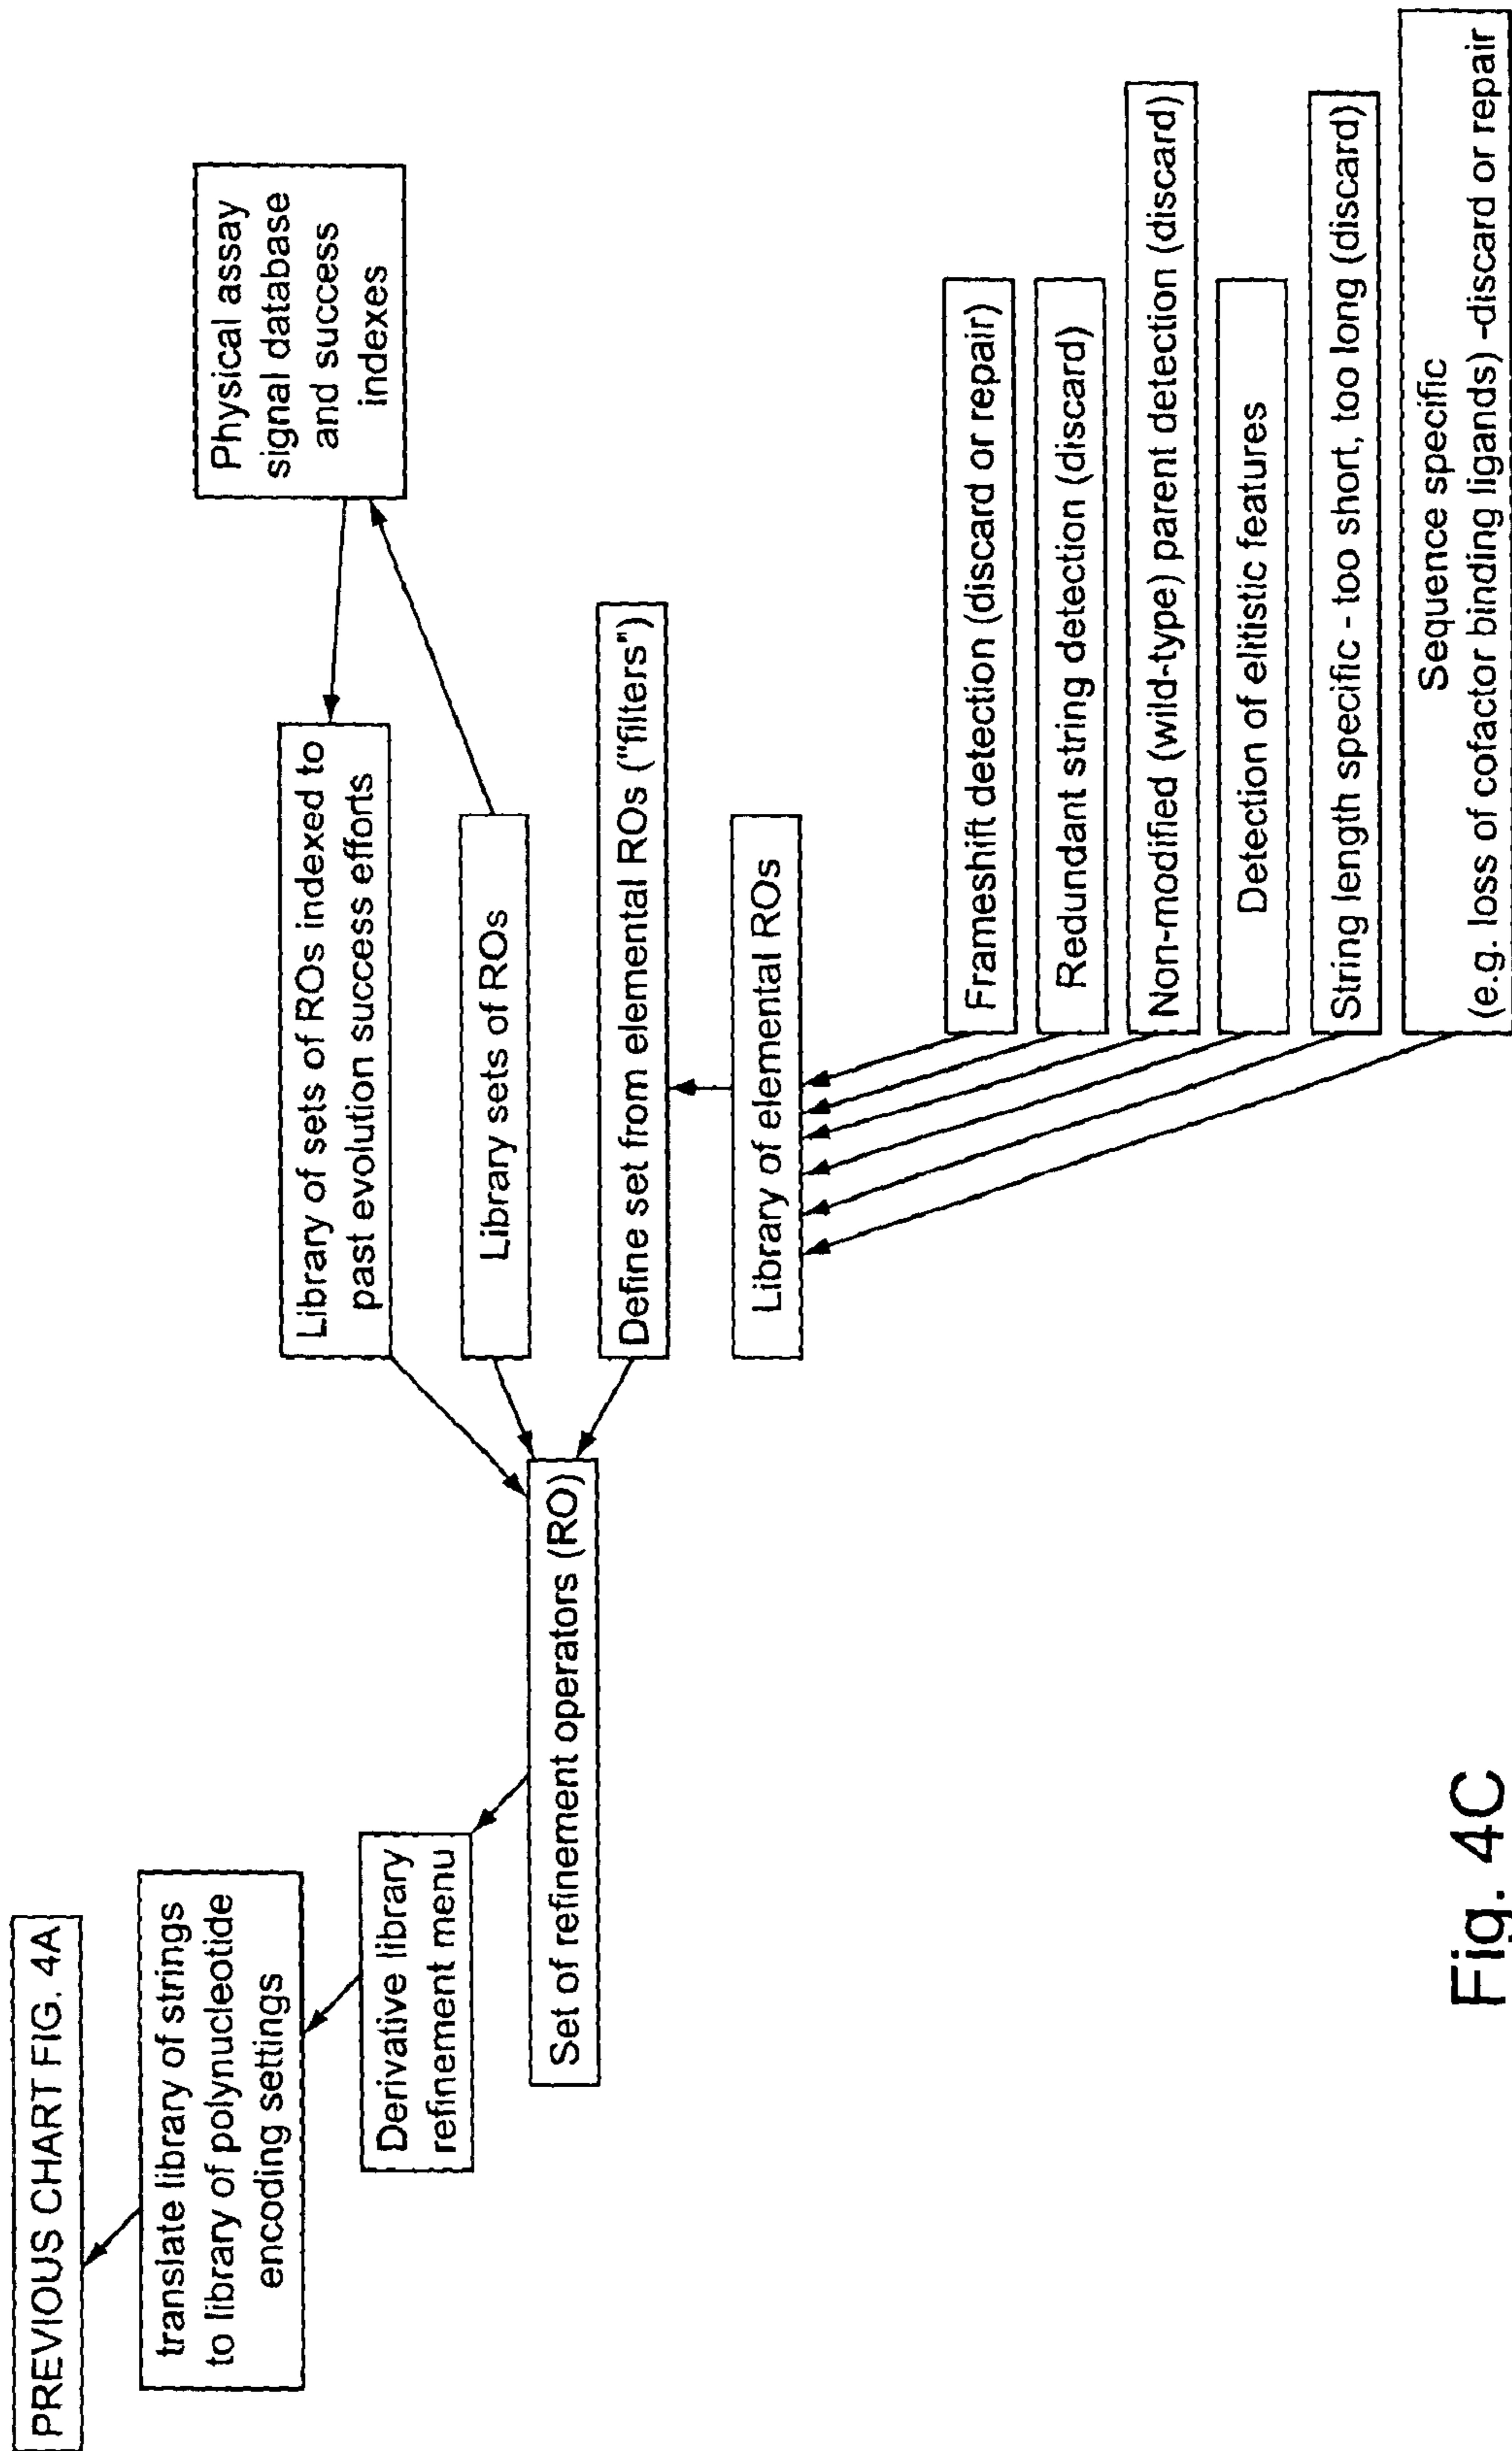 PREVIOUS CHART FIG. 4A
translate library of strings
to library of polynucleotide
encoding settings
Derivative library
refinement menu
Set of refinement operators (RO)
Library of sets of ROs indexed to
past evolution success efforts
Library sets of ROs
Define set from elemental ROs ("filters")
Library of elemental ROs
Physical assay
signal database
and success
indexes
Frameshift detection (discard or repair)
Redundant string detection (discard)
Non-modified (wild-type) parent detection (discard)
Detection of elitistic features
String length specific - too short, too long (discard)
Sequence specific
(e.g. loss of cofactor binding ligands) -discard or repair
Fig. 4C